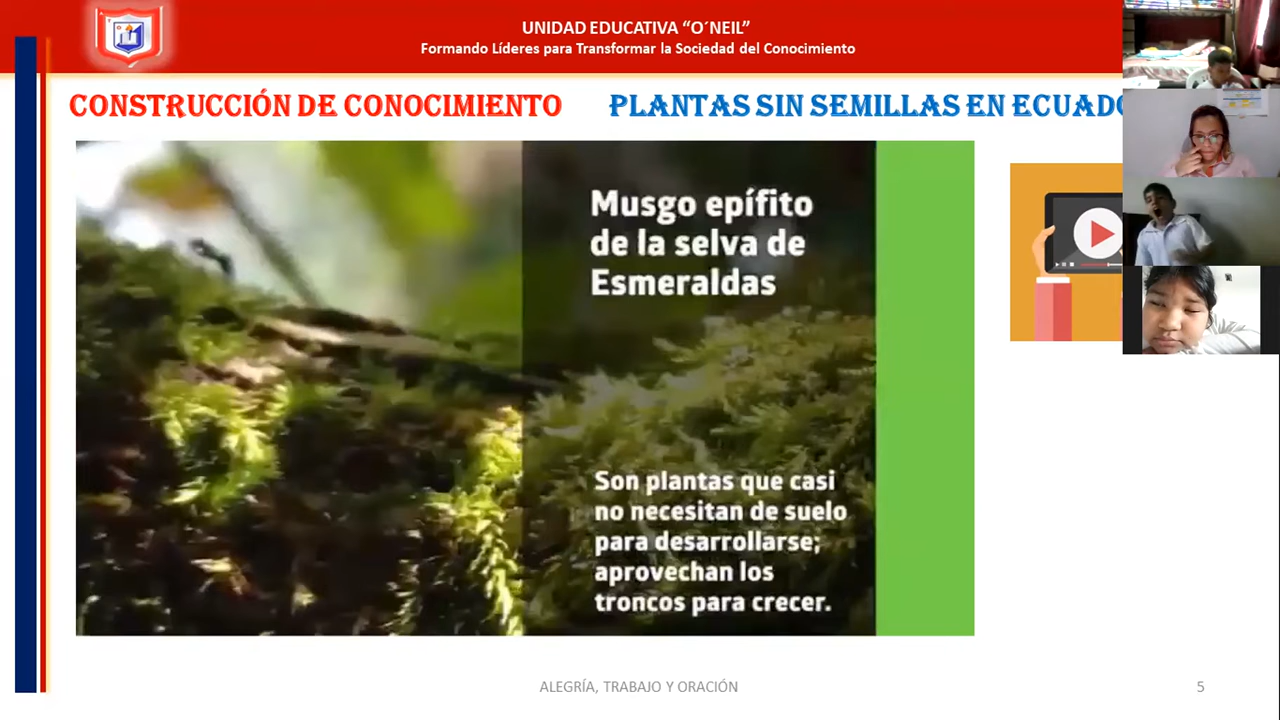 UNIDAD EDUCATIVA “O´NEIL”
Formando Líderes para Transformar la Sociedad del Conocimiento
CONSTRUCCIÓN DE CONOCIMIENTO PLANTAS SIN SEMILLAS EN ECUADO
Musgo epífito
de la selva de
Esmeraldas
Son plantas que casi
no necesitan de suelo
para desarrollarse;
aprovechan los
troncos para crecer.
ALEGRÍA, TRABAJO Y ORACIÓN
5